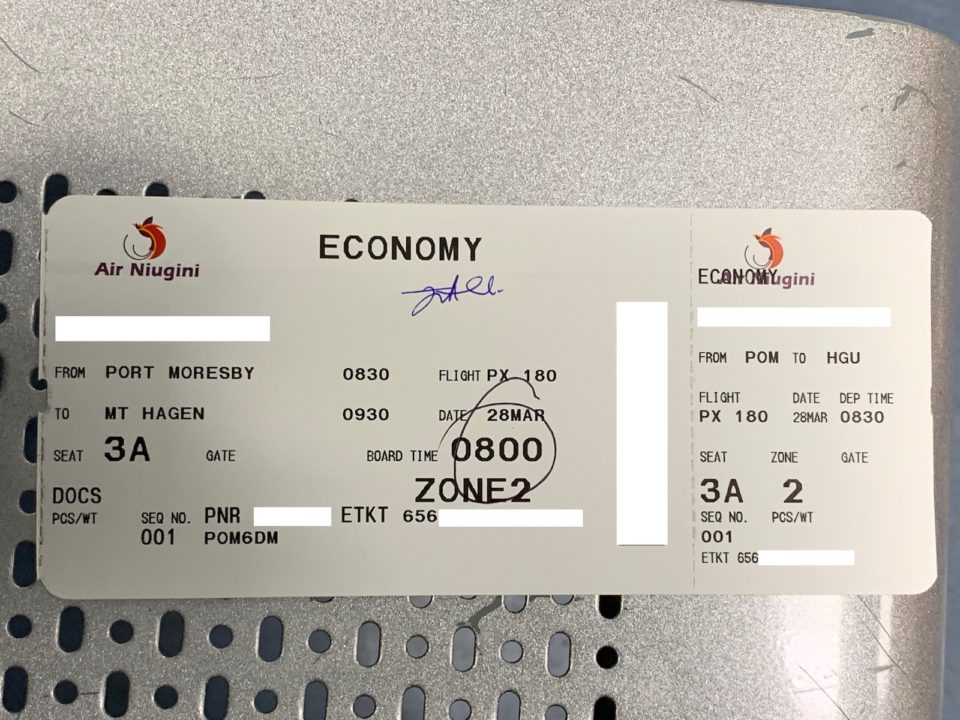 Air Niugini
ECONOMY
FROM PORT MORESBY 0830 FLIGHT PX 180
TO MT HAGEN 0930 DATE 28MAR
SEAT 3A GATE BOARD TIME 0800
ZONE2
DOCS
PCS/WT SEQ NO. PNR ETKT 656
001 POM6DM
Air Niugini
ECONOMY
FROM POM TO HGU
FLIGHT DATE DEP TIME
PX 180 28MAR 0830
SEAT ZONE GATE
3A 2
SEQ NO. PCS/WT
001
ETKT 656